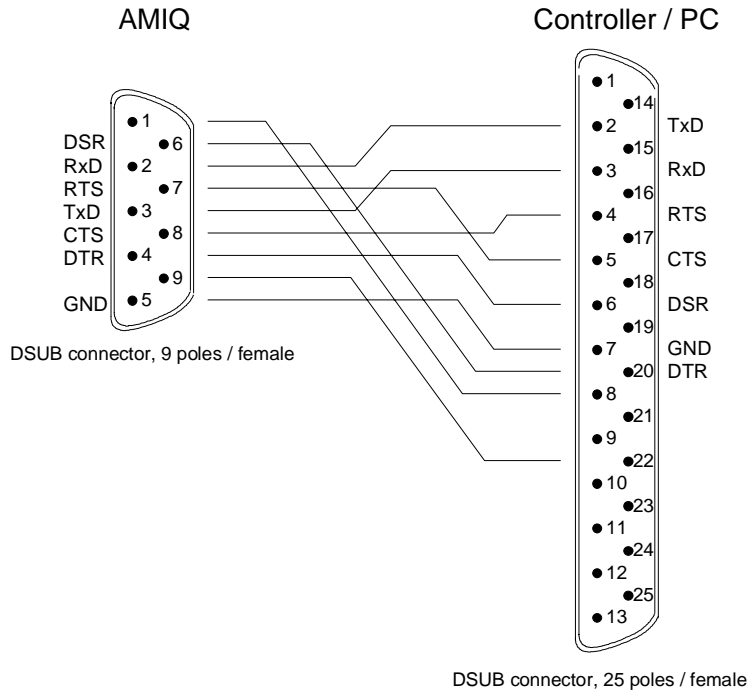 AMIQ
Controller / PC
1
6
DSR
2
RxD
7
RTS
3
TxD
8
CTS
4
DTR
9
5
GND
DSUB connector, 9 poles / female
1
14
2
TxD
15
3
RxD
16
4
RTS
17
5
CTS
18
6
DSR
19
7
GND
20
DTR
8
21
9
22
10
23
11
24
12
25
13
DSUB connector, 25 poles / female